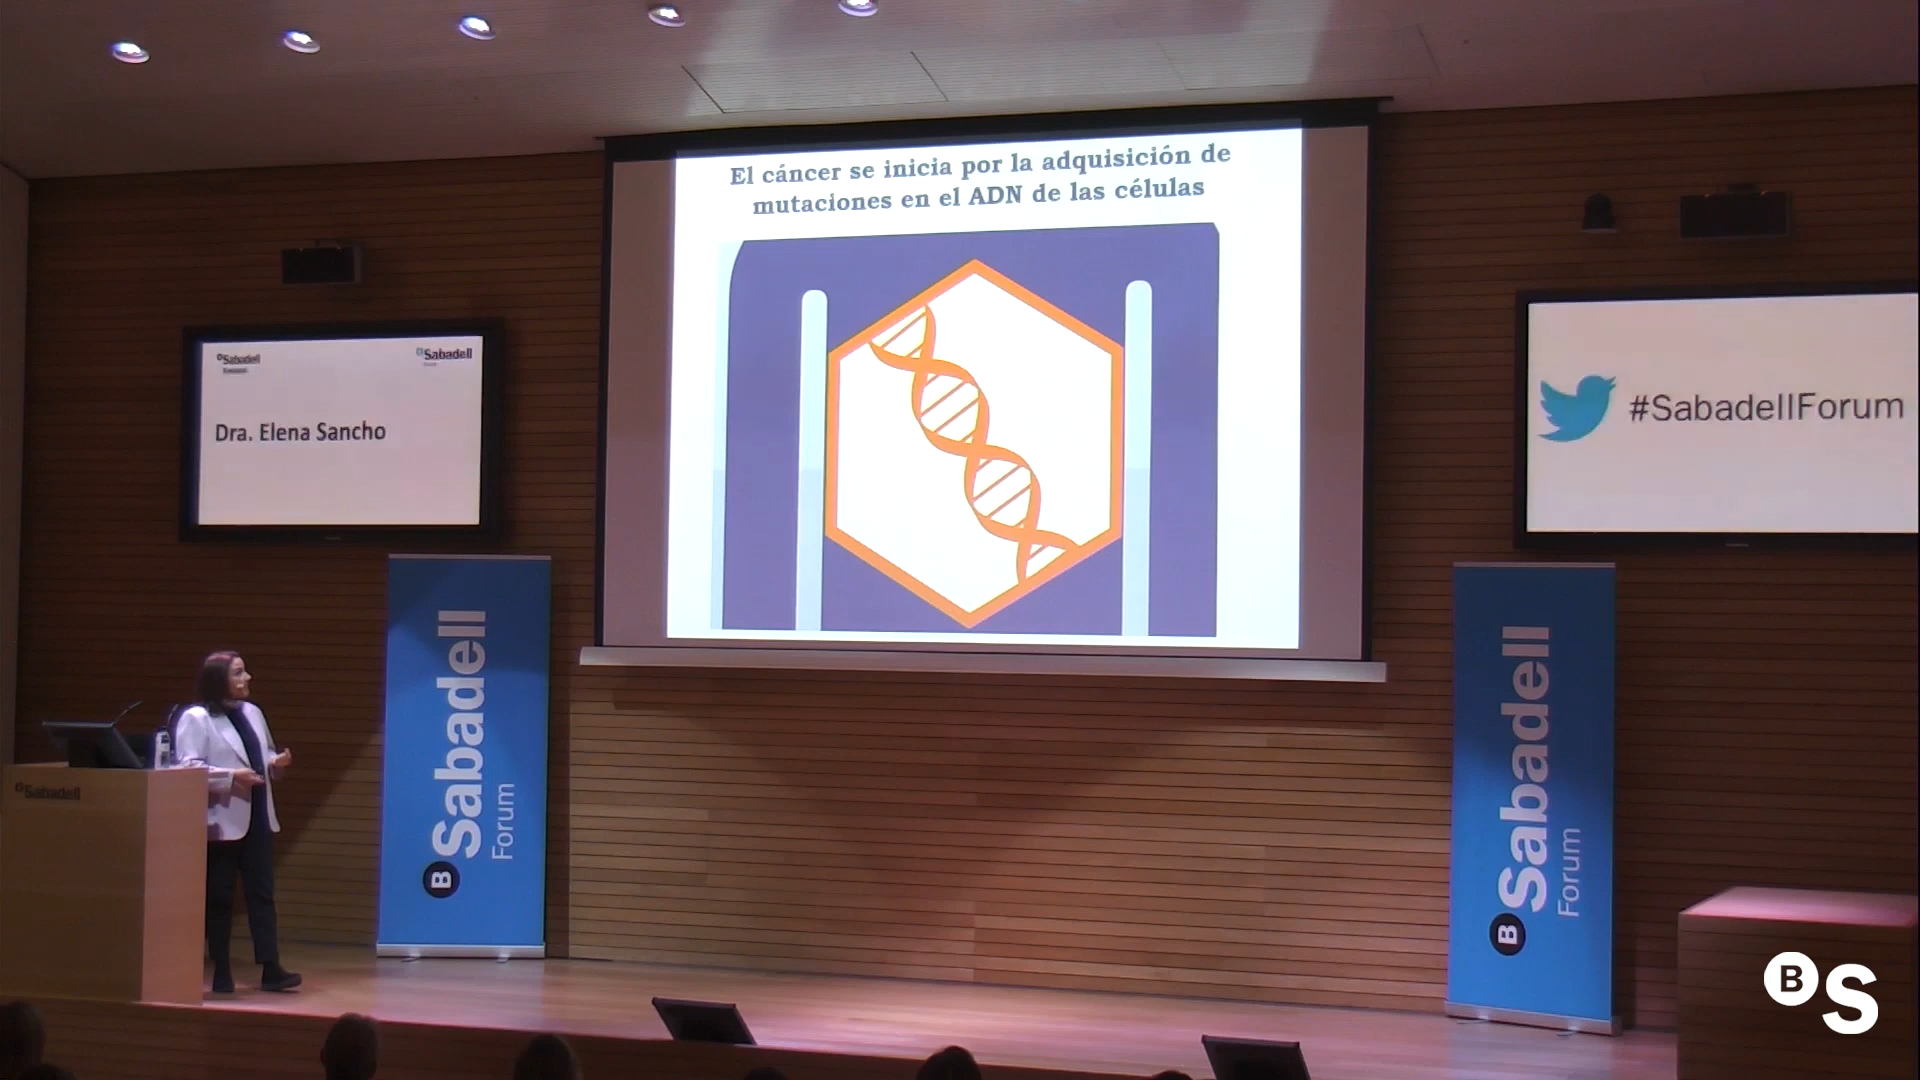 El cáncer se inicia por la adquisición de
mutaciones en el ADN de las células
Sabadell
Sabadell
Dra. Elena Sancho
#SabadellForum
B Sabadell
Forum
B Sabadell
Forum
Sabadell
B S